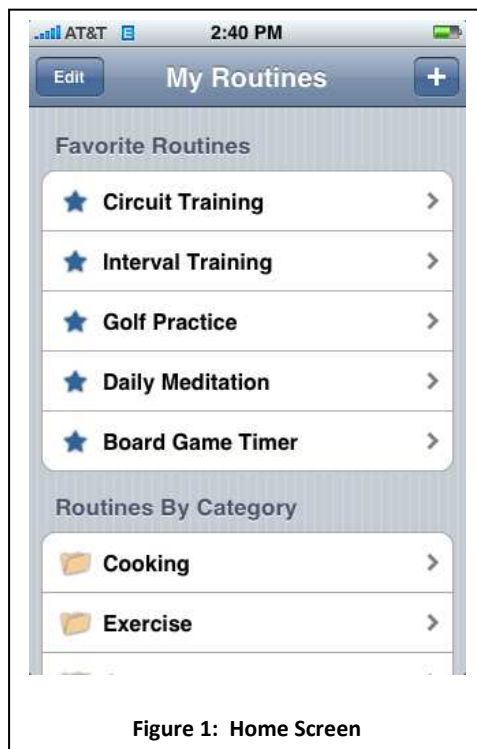 AT&T E 2:40 PM
Edit My Routines +
Favorite Routines
Circuit Training
Interval Training
Golf Practice
Daily Meditation
Board Game Timer
Routines By Category
Cooking
Exercise
Figure 1: Home Screen